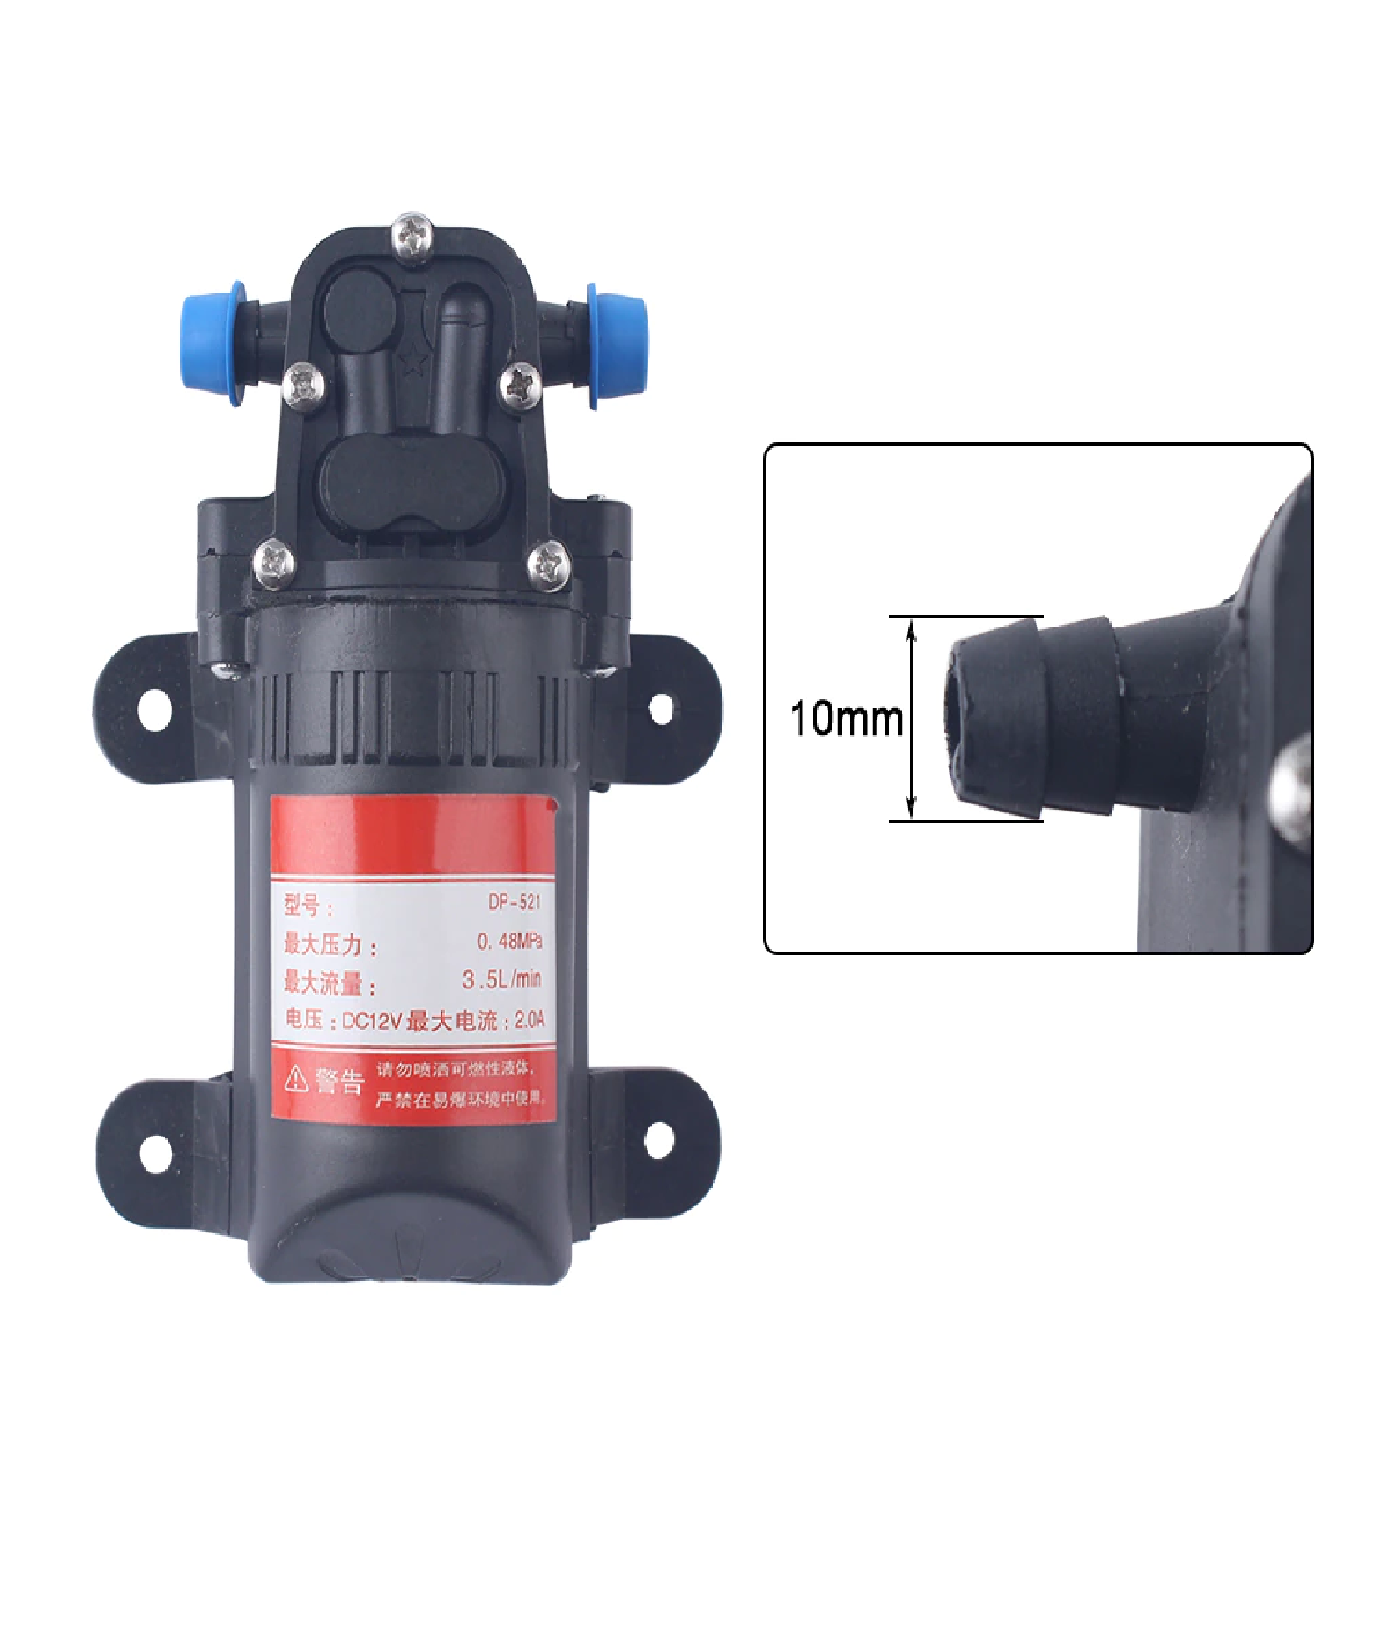 型号： DP-521
最大压力： 0.48MPa
最大流量： 3.5L/min
电压：DC12V 最大电流：2.0A
警告
请勿喷洒可燃性液体，
严禁在易爆环境中使用。
10mm